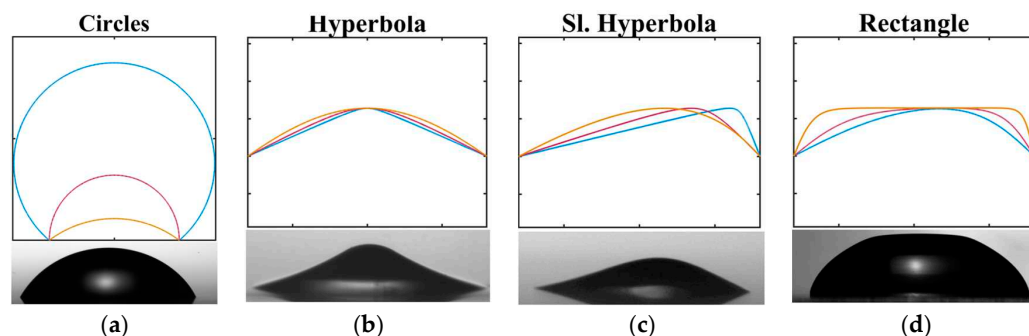 Circles
Hyperbola
Sl. Hyperbola
Rectangle
(a)
(b)
(c)
(d)